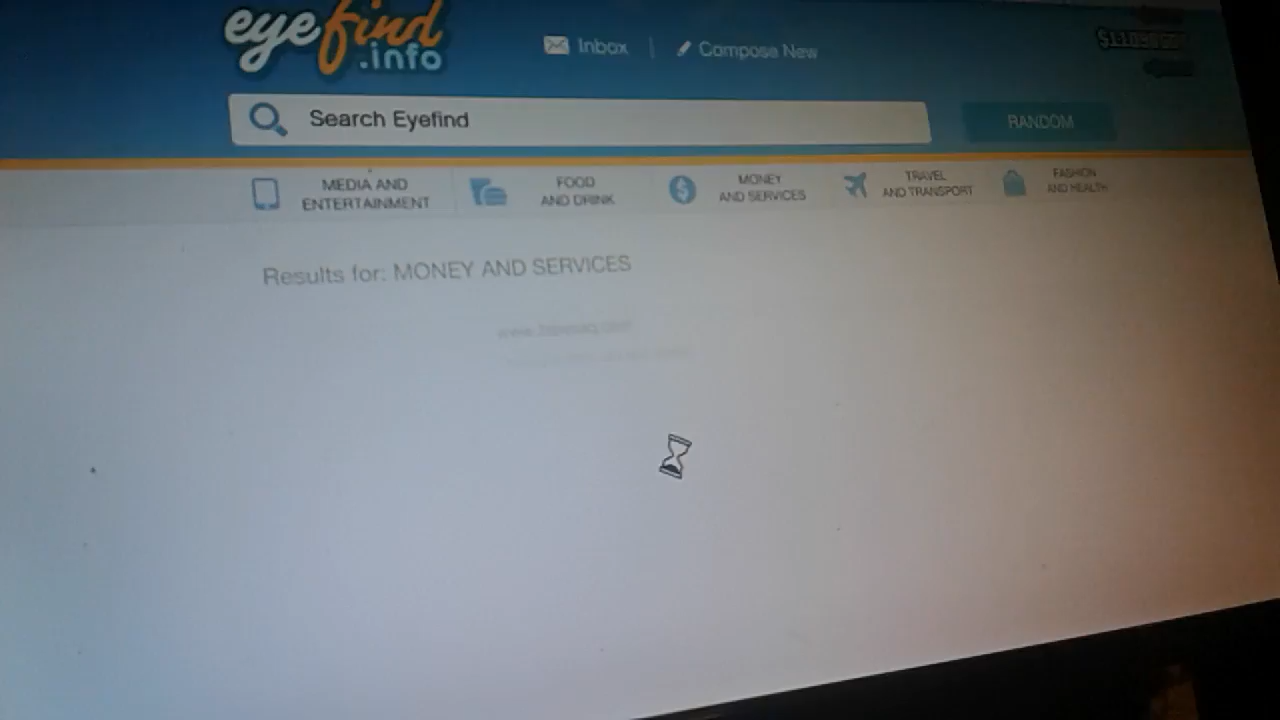 eyefind
.info
Inbox
Compose New
Search Eyefind
RANDOM
MEDIA AND
ENTERTAINMENT
FOOD
AND DRINK
MONEY
AND SERVICES
TRAVEL
AND TRANSPORT
FASHION
AND HEALTH
Results for: MONEY AND SERVICES